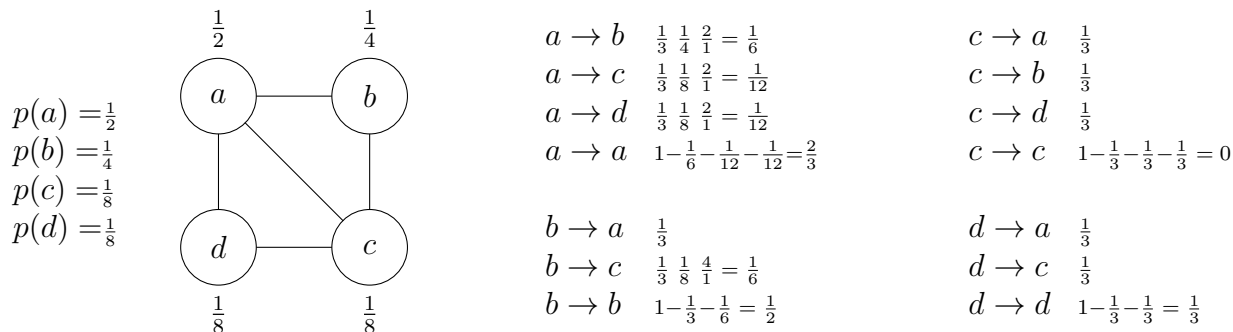 p(a) = 1/2
p(b) = 1/4
p(c) = 1/8
p(d) = 1/8
1/2 1/4
a b
d c
1/8 1/8
a → b 1/3 1/4 2/1 = 1/6
a → c 1/3 1/8 2/1 = 1/12
a → d 1/3 1/8 2/1 = 1/12
a → a 1−1/6−1/12−1/12=2/3
b → a 1/3
b → c 1/3 1/8 4/1 = 1/6
b → b 1−1/3−1/6 = 1/2
c → a 1/3
c → b 1/3
c → d 1/3
c → c 1−1/3−1/3−1/3 = 0
d → a 1/3
d → c 1/3
d → d 1−1/3−1/3 = 1/3